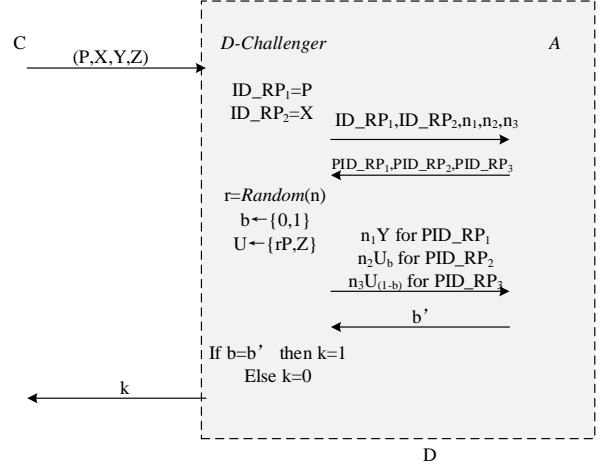 C
D-Challenger
A
(P,X,Y,Z)
ID_RP₁=P
ID_RP₂=X
ID_RP₁,ID_RP₂,n₁,n₂,n₃
PID_RP₁,PID_RP₂,PID_RP₃
r=Random(n)
b←{0,1}
U←{rP,Z}
n₁Y for PID_RP₁
n₂U_b for PID_RP₂
n₃U₍₁₋b₎ for PID_RP₃
b’
If b=b’ then k=1
Else k=0
k
D